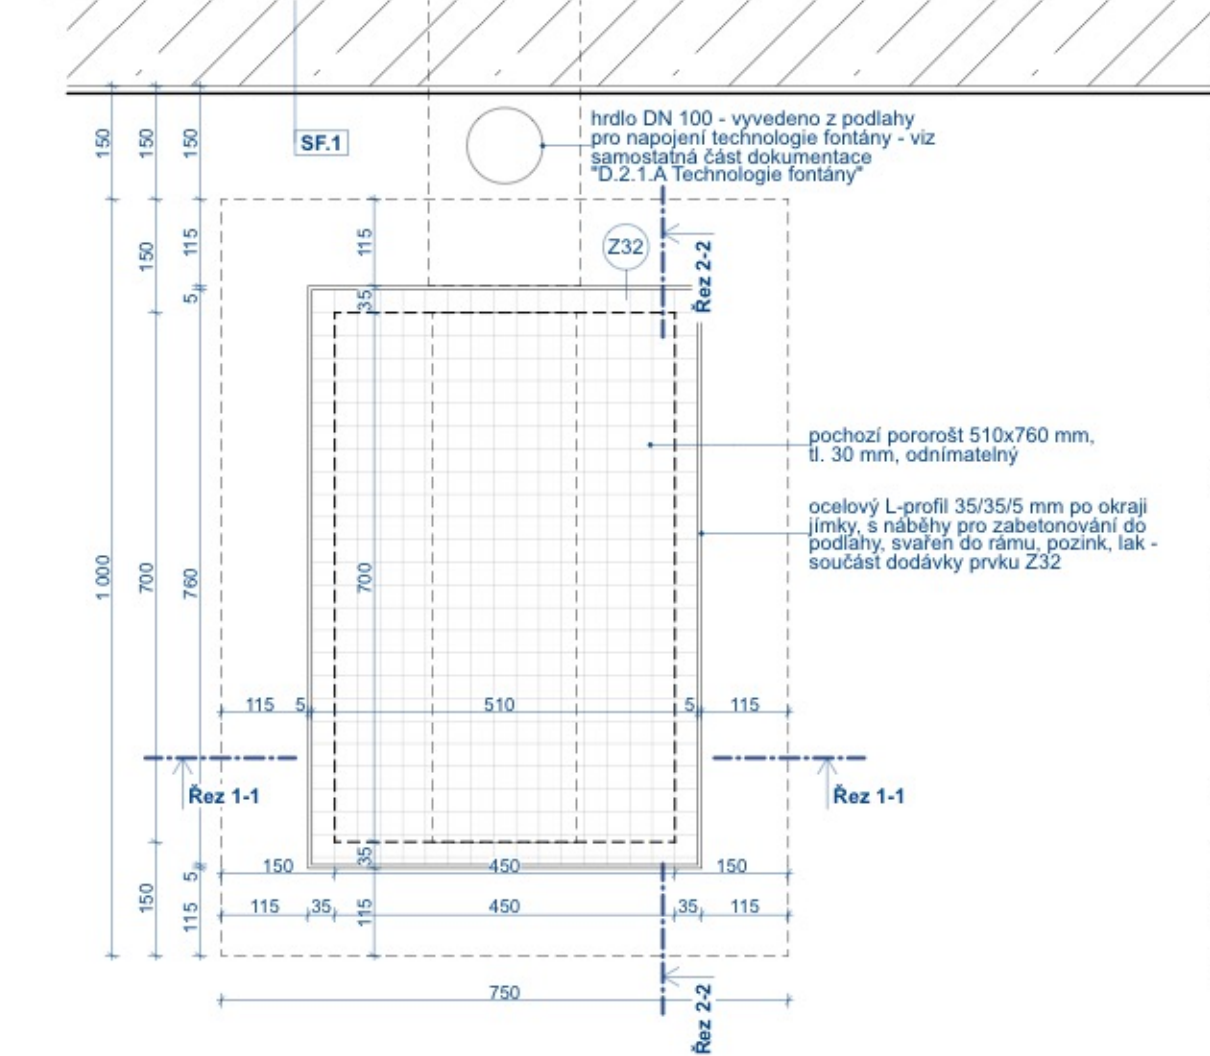 hrdlo DN 100 - vyvedeno z podlahy
pro napojení technologie fontány - viz
samostatná část dokumentace
"D.2.1.A Technologie fontány"
SF.1
150
150
150
Z32
Řez 2-2
115
115
150
5
35
pochozí pororošt 510x760 mm,
tl. 30 mm, odnímatelný
ocelový L-profil 35/35/5 mm po okraji
jímky, s náběhy pro zabetonování do
podlahy, svařen do rámu, pozink, lak -
součást dodávky prvku Z32
1 000
700
760
700
115
5
510
5
115
Řez 1-1
Řez 1-1
35
150
450
150
5
150
115
115
35
115
450
35
115
750
Řez 2-2